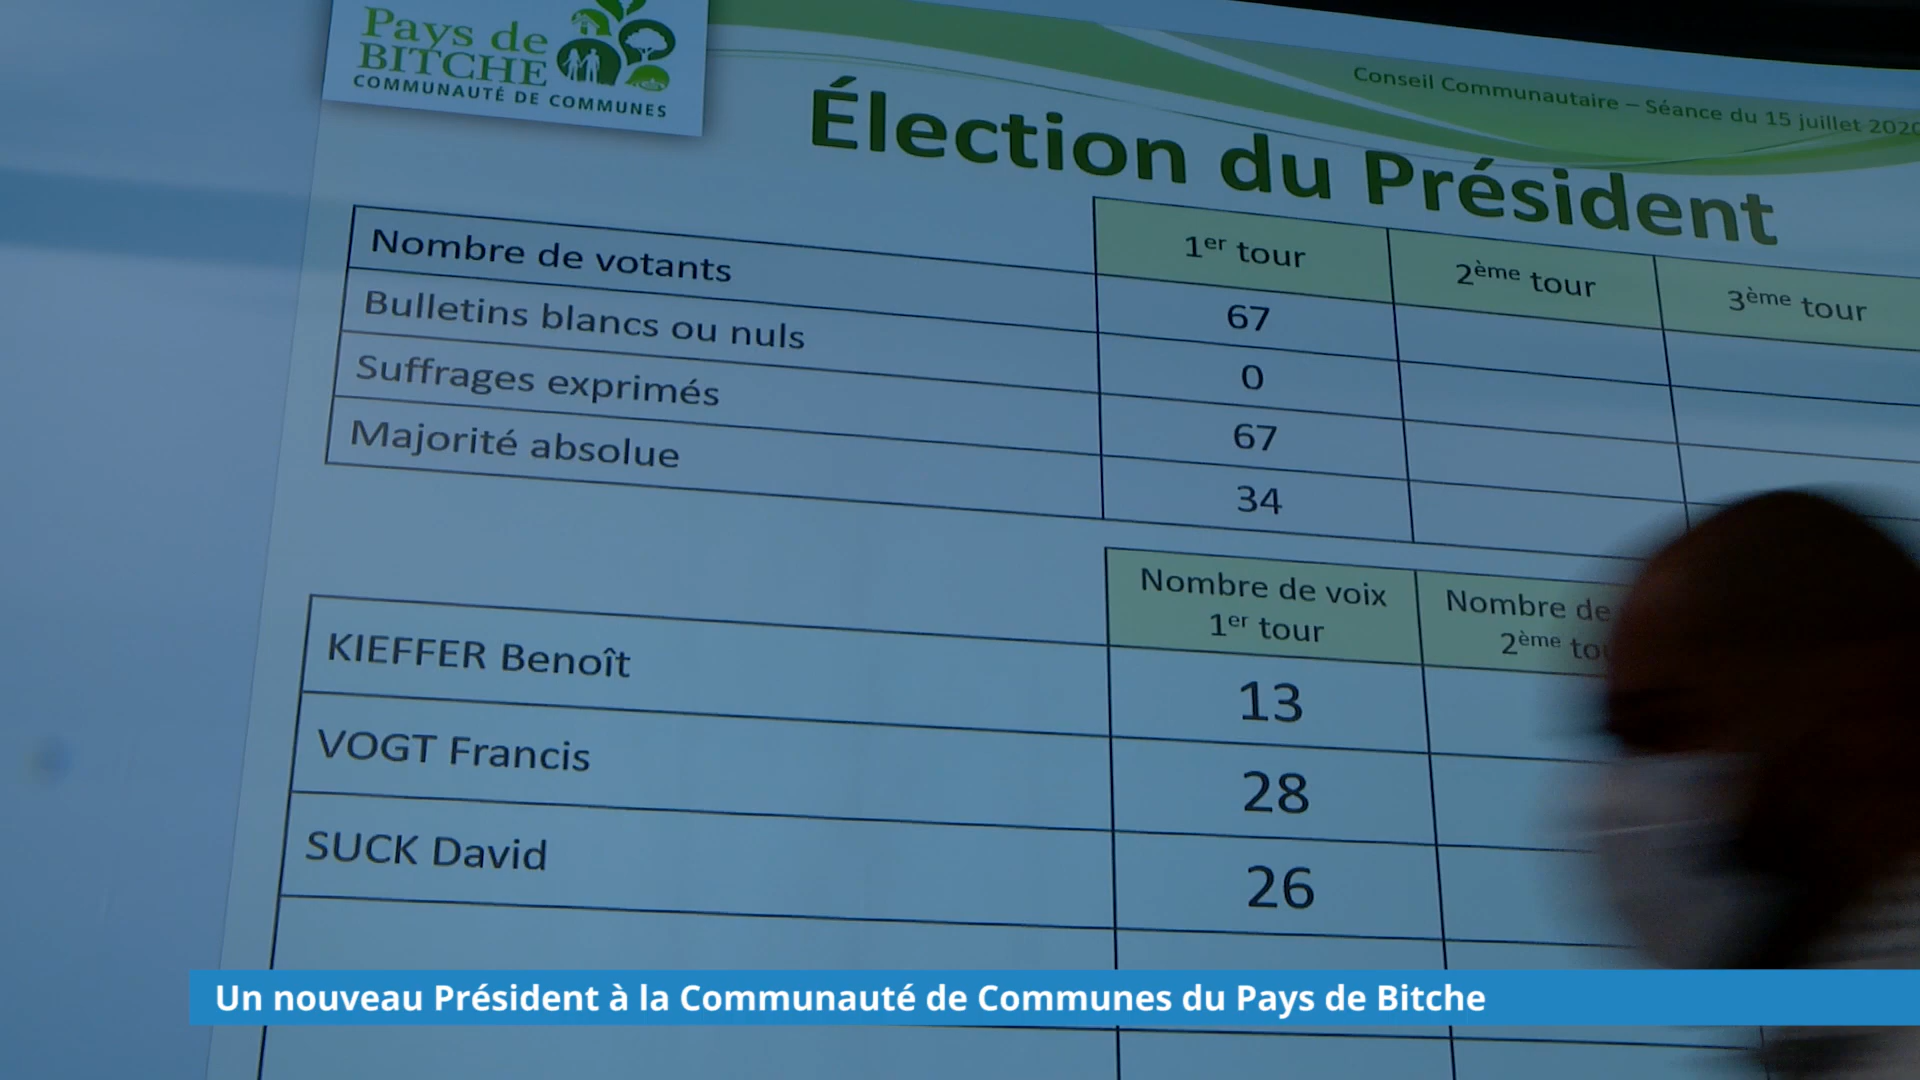 Pays de
BITCHE
COMMUNAUTÉ DE COMMUNES
Conseil Communautaire – Séance du 15 juillet 2020
Élection du Président
1er tour 2ème tour 3ème tour
Nombre de votants 67
Bulletins blancs ou nuls 0
Suffrages exprimés 67
Majorité absolue 34
Nombre de voix Nombre de
1er tour 2ème
KIEFFER Benoît 13
VOGT Francis 28
SUCK David 26
Un nouveau Président à la Communauté de Communes du Pays de Bitche